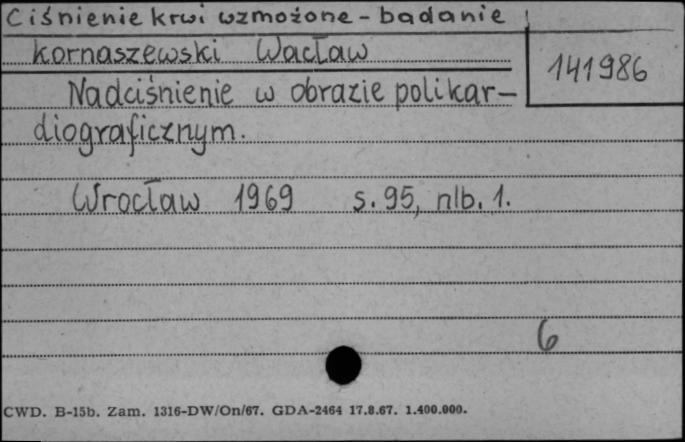 Ciśnienie krwi wzmożone - badanie
Kornaszewski Wacław
141986
Nadciśnienie w obrazie polikar-
diograficznym.
Wrocław 1969 s. 95, nlb. 1.
6
CWD. B-15b. Zam. 1316-DW/On/67. GDA-2464 17.8.67. 1.400.000.